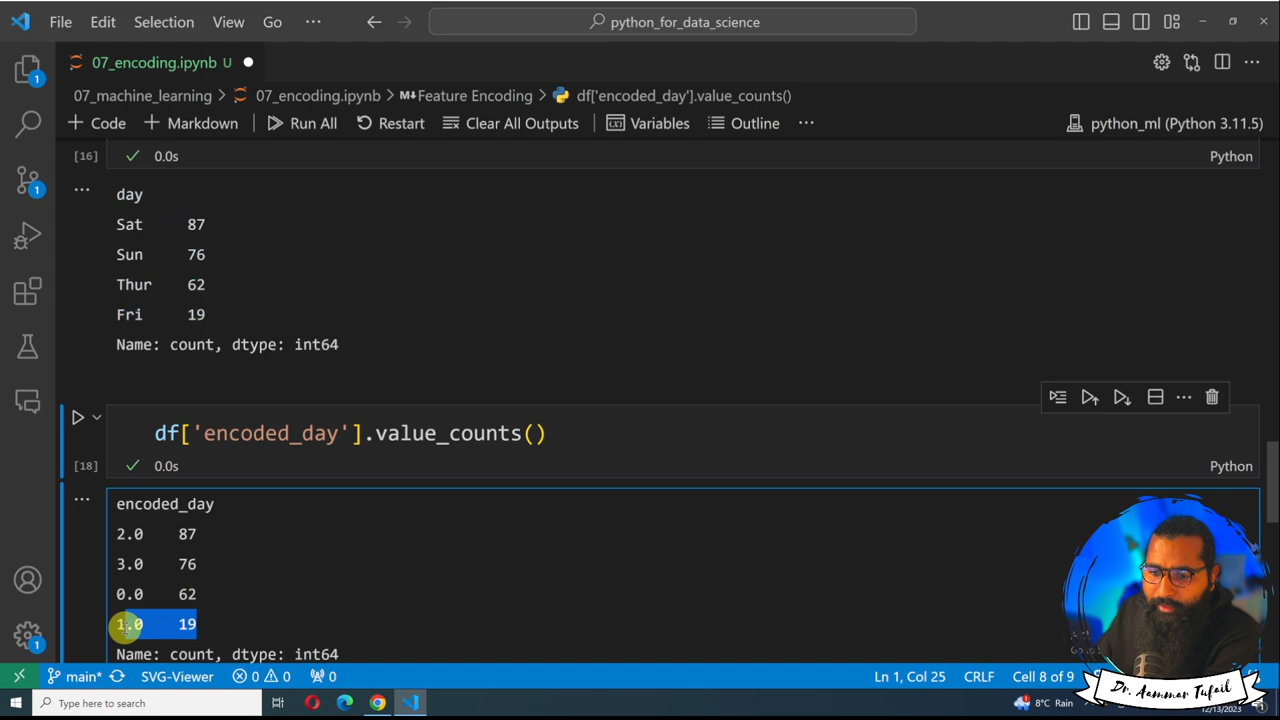 File Edit Selection View Go ··· python_for_data_science
07_encoding.ipynb U
07_machine_learning > 07_encoding.ipynb > Feature Encoding > df['encoded_day'].value_counts()
Code Markdown Run All Restart Clear All Outputs Variables Outline ··· python_ml (Python 3.11.5)
[16] 0.0s Python
day
Sat 87
Sun 76
Thur 62
Fri 19
Name: count, dtype: int64
df['encoded_day'].value_counts()
[18] 0.0s Python
encoded_day
2.0 87
3.0 76
0.0 62
1.0 19
Name: count, dtype: int64
main* SVG-Viewer 0 0 0 Ln 1, Col 25 CRLF Cell 8 of 9
Dr. Aammar Tufail
Type here to search 8°C Rain 12/13/2023